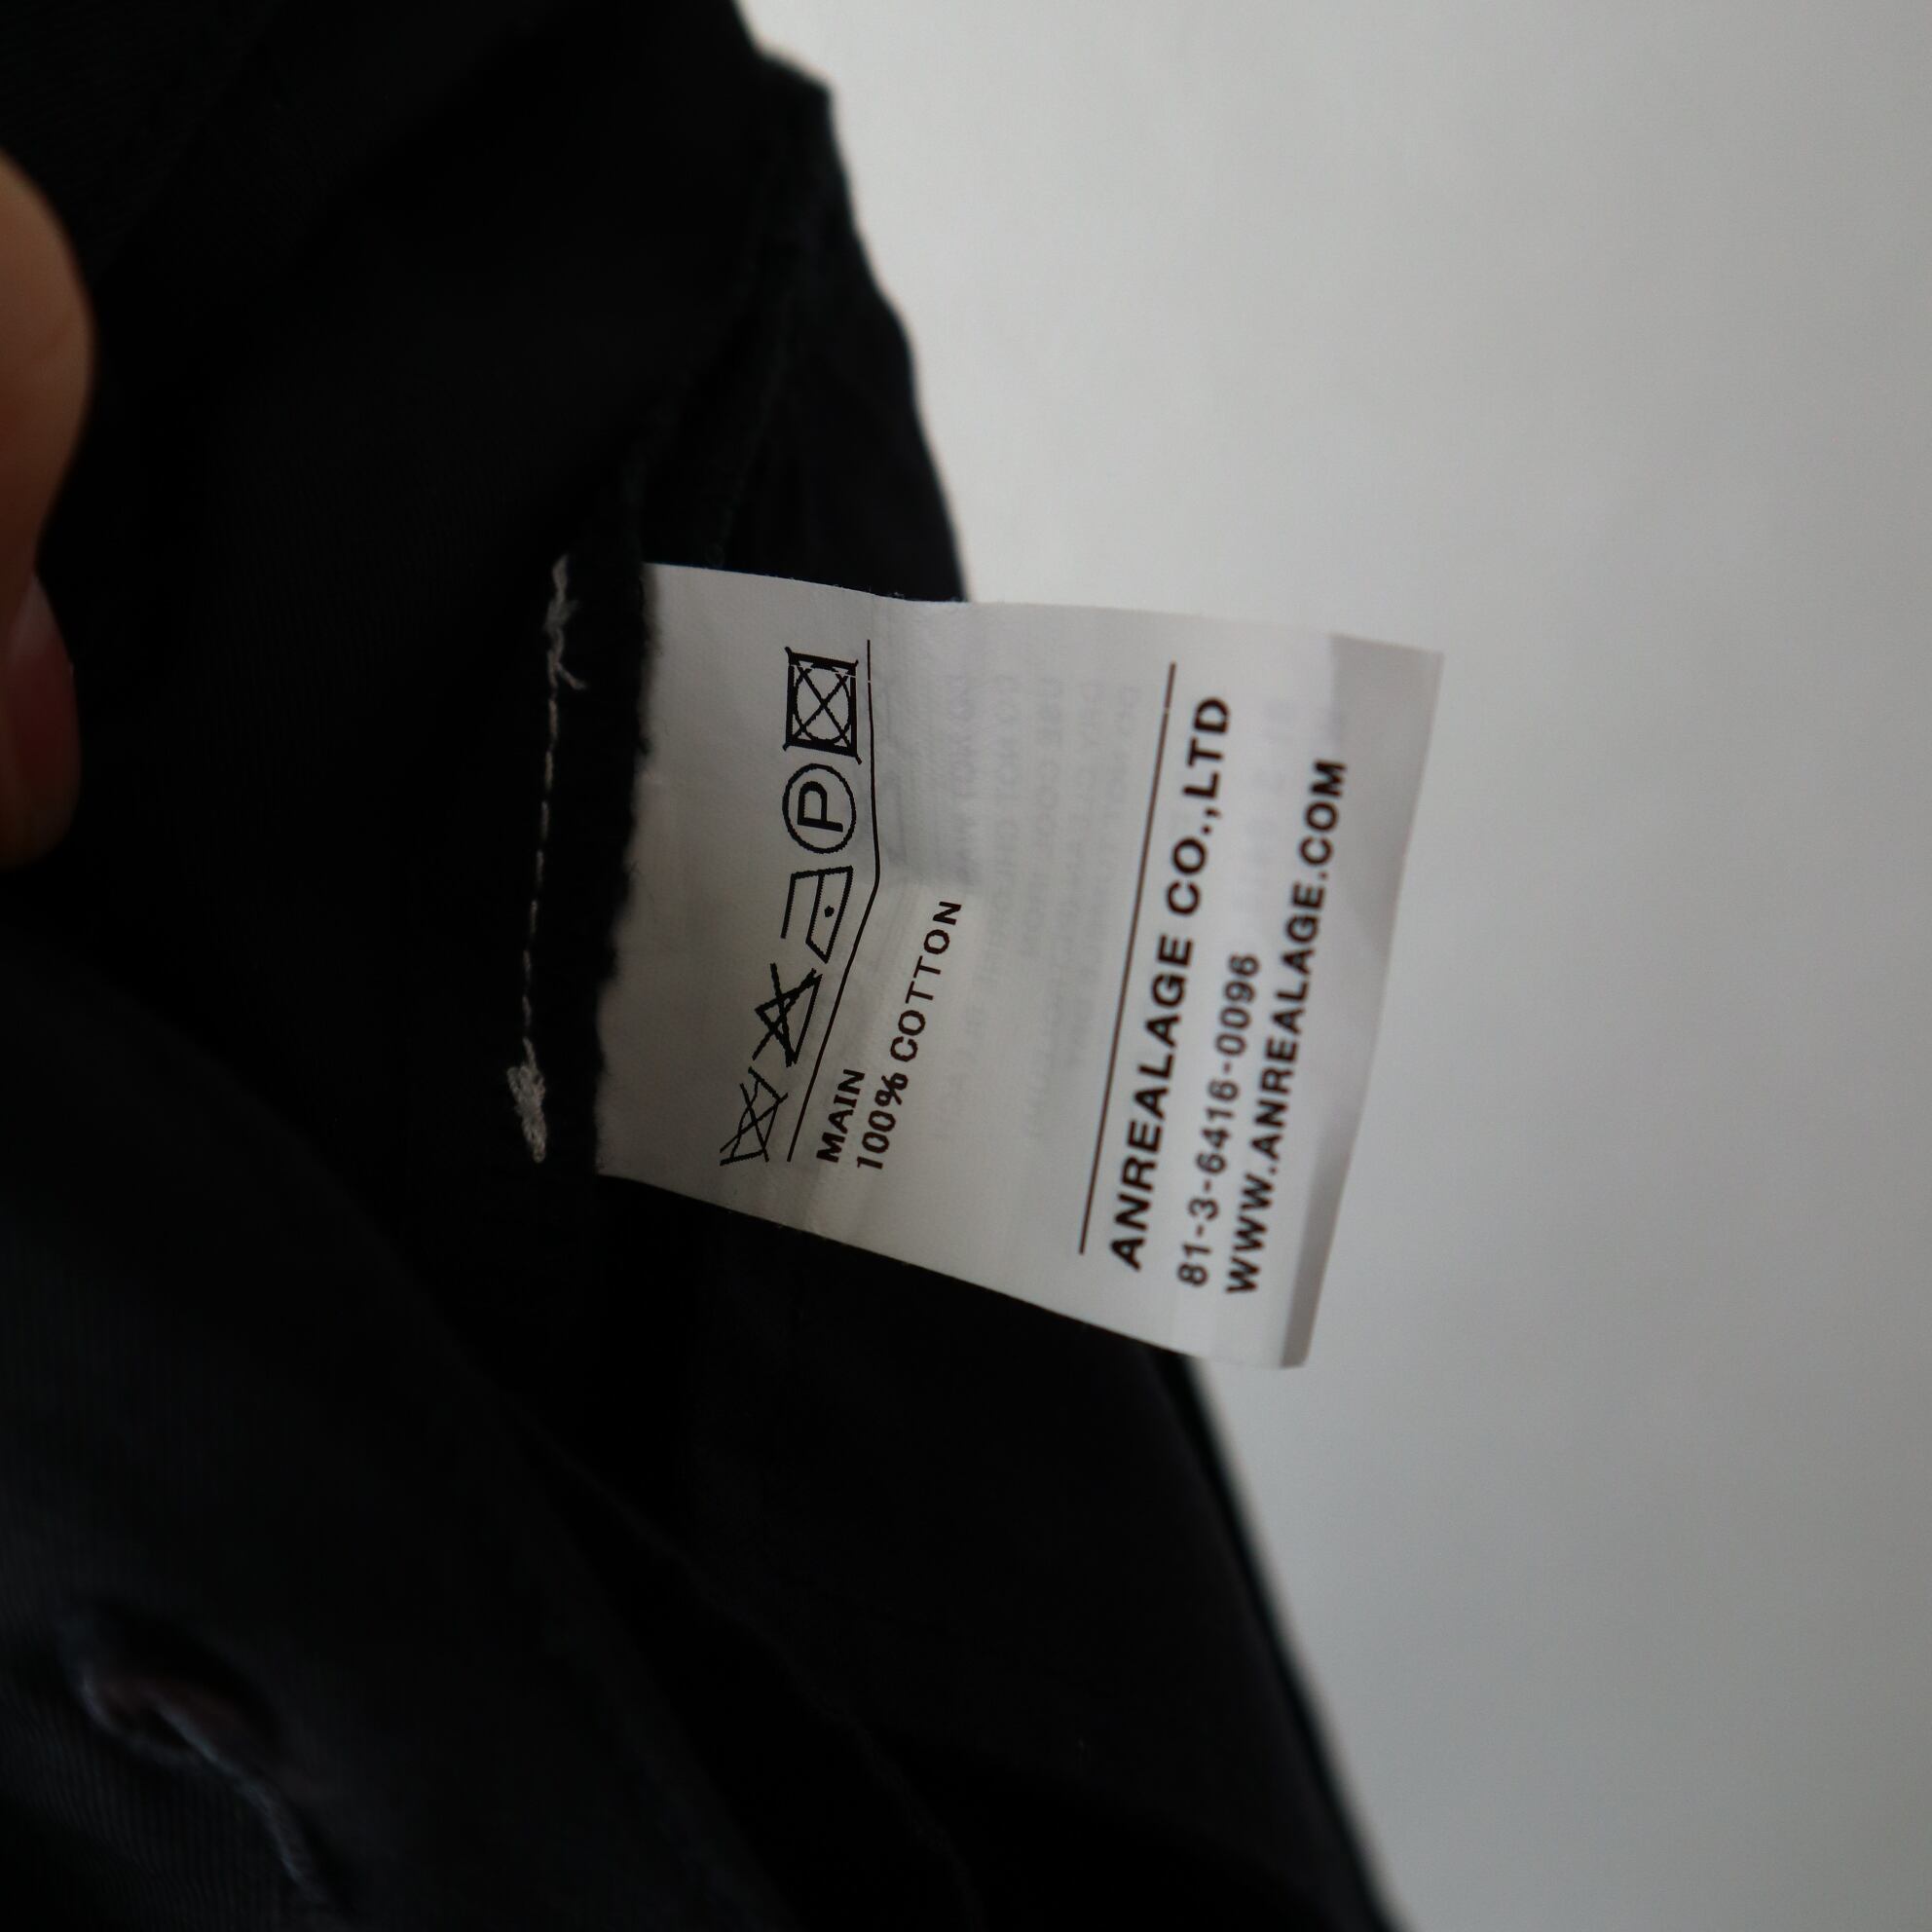 P
MAIN
100% COTTON
ANREALAGE CO.,LTD
81-3-6416-0096
WWW.ANREALAGE.COM